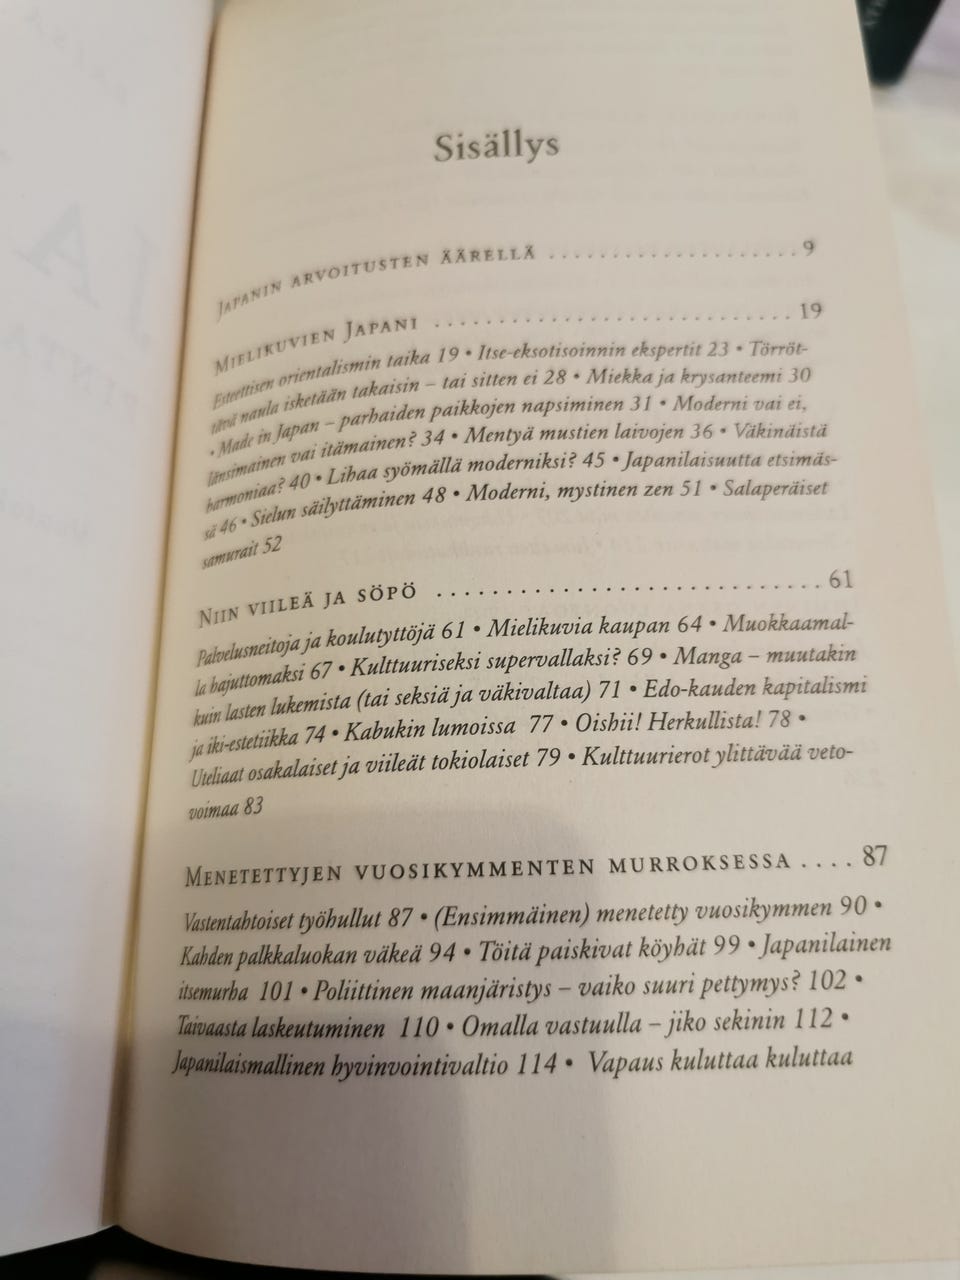 Sisällys
Japanin arvoitusten äärellä . . . . . . . . . . . . . . . . . . . . . 9
Mielikuvien Japani . . . . . . . . . . . . . . . . . . . . . . . . . . . . 19
Esteettisen orientalismin taika 19 • Itse-eksotisoinnin ekspertit 23 • Törröt-
tävä naula isketään takaisin – tai sitten ei 28 • Miekka ja krysanteemi 30
• Made in Japan – parhaiden paikkojen napsiminen 31 • Moderni vai ei,
länsimainen vai itämainen? 34 • Mentyä mustien laivojen 36 • Väkinäistä
harmoniaa? 40 • Lihaa syömällä moderniksi? 45 • Japanilaisuutta etsimäs-
sä 46 • Sielun säilyttäminen 48 • Moderni, mystinen zen 51 • Salaperäiset
samurait 52
Niin viileä ja söpö . . . . . . . . . . . . . . . . . . . . . . . . . . . . 61
Palvelusneitoja ja koulutyttöjä 61 • Mielikuvia kaupan 64 • Muokkaamal-
la hajuttomaksi 67 • Kulttuuriseksi supervallaksi? 69 • Manga – muutakin
kuin lasten lukemista (tai seksiä ja väkivaltaa) 71 • Edo-kauden kapitalismi
ja iki-estetiikka 74 • Kabukin lumoissa 77 • Oishii! Herkullista! 78 •
Uteliaat osakalaiset ja viileät tokiolaiset 79 • Kulttuurierot ylittävää veto-
voimaa 83
Menetettyjen vuosikymmenten murroksessa . . . . 87
Vastentahtoiset työhullut 87 • (Ensimmäinen) menetetty vuosikymmen 90 •
Kahden palkkaluokan väkeä 94 • Töitä paiskivat köyhät 99 • Japanilainen
itsemurha 101 • Poliittinen maanjäristys – vaiko suuri pettymys? 102 •
Taivaasta laskeutuminen 110 • Omalla vastuulla – jiko sekinin 112 •
Japanilaismallinen hyvinvointivaltio 114 • Vapaus kuluttaa kuluttaa